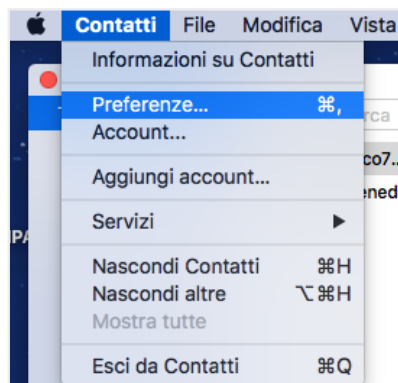 Contatti File Modifica Vista
Informazioni su Contatti
Preferenze... ⌘,
Account...
Aggiungi account...
Servizi ▶
Nascondi Contatti ⌘H
Nascondi altre ⌥⌘H
Mostra tutte
Esci da Contatti ⌘Q